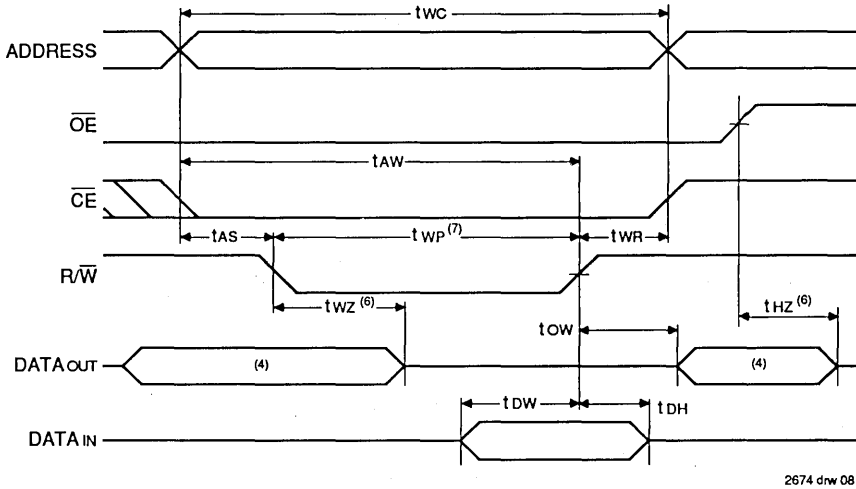 tWC
ADDRESS
OE
tAW
CE
tAS
tWP (7)
tWR
R/W
tWZ (6)
tHZ (6)
tOW
DATAOUT
(4)
(4)
tDW
tDH
DATAIN
2674 drw 08